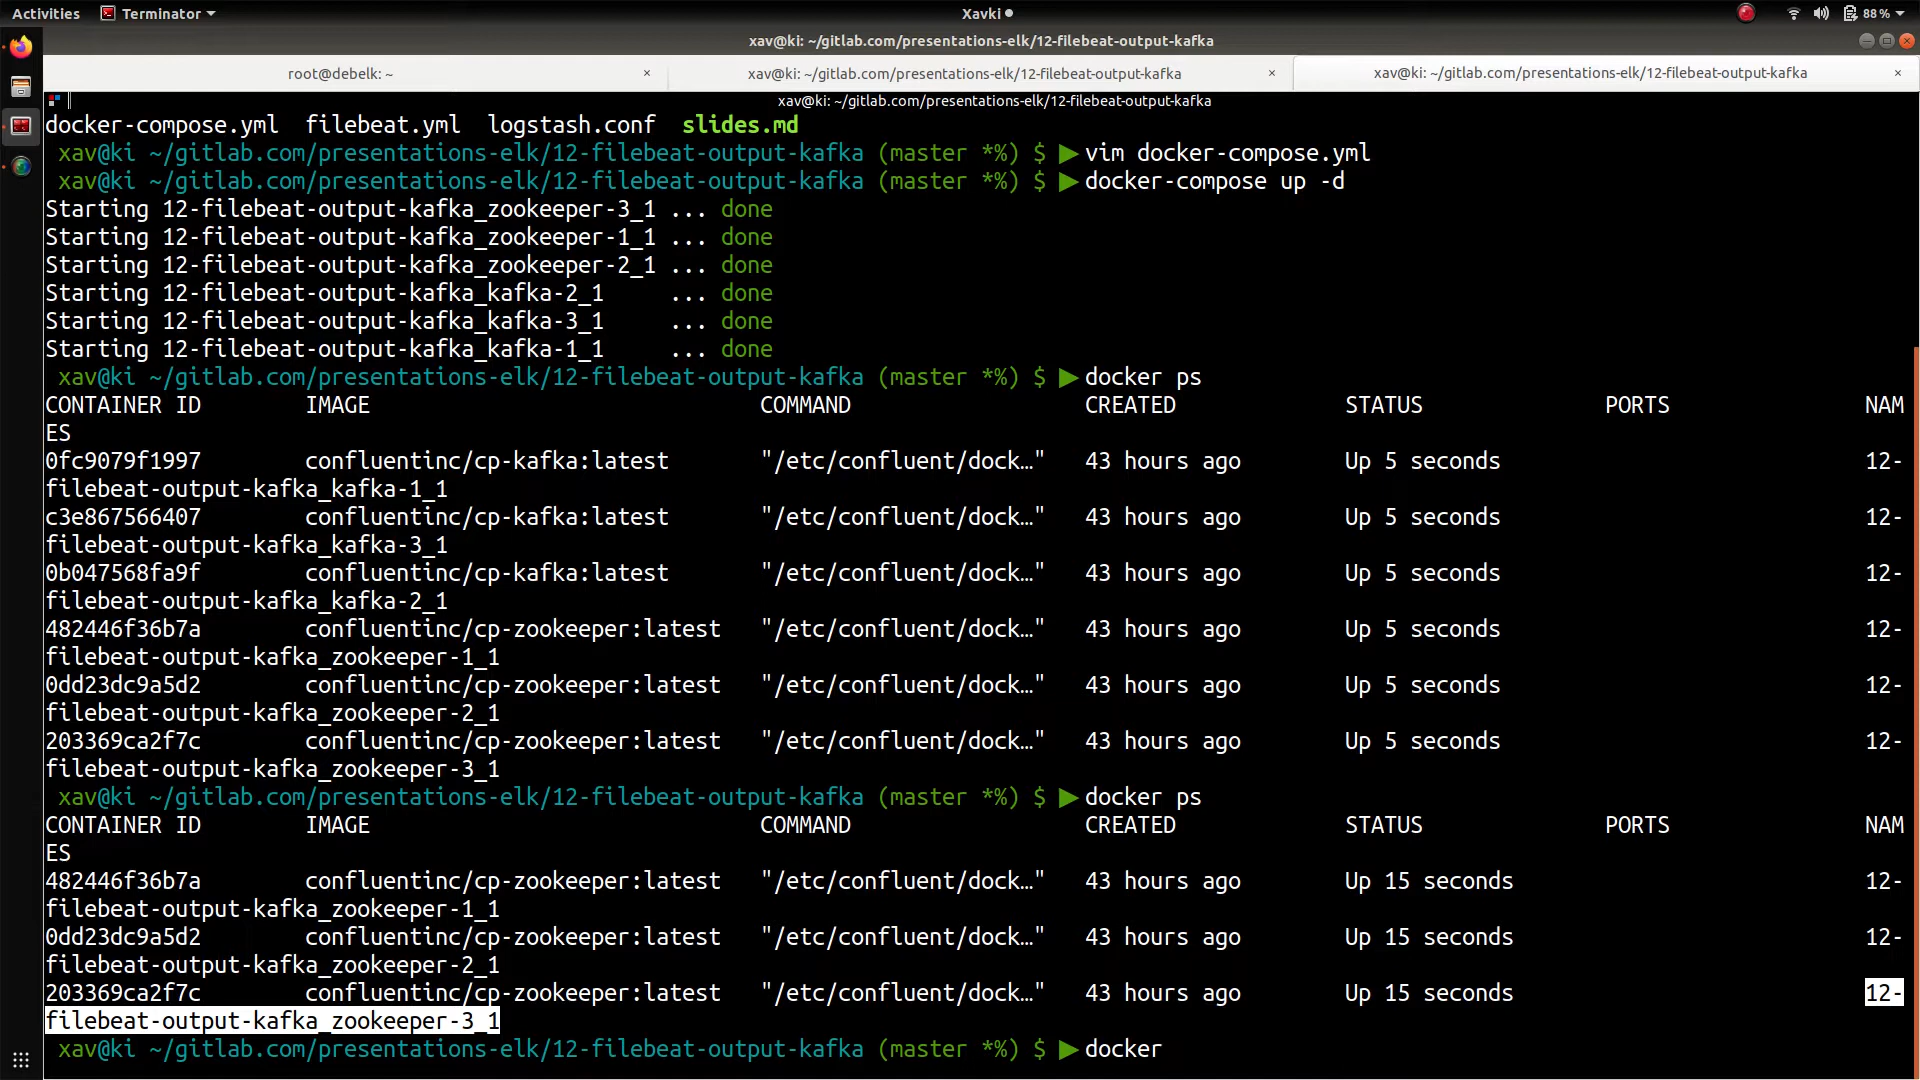 Activities
Terminator
Xavki
88 %
xav@ki: ~/gitlab.com/presentations-elk/12-filebeat-output-kafka
root@debelk: ~ ×
xav@ki: ~/gitlab.com/presentations-elk/12-filebeat-output-kafka ×
xav@ki: ~/gitlab.com/presentations-elk/12-filebeat-output-kafka ×
xav@ki: ~/gitlab.com/presentations-elk/12-filebeat-output-kafka
docker-compose.yml  filebeat.yml  logstash.conf  slides.md
xav@ki ~/gitlab.com/presentations-elk/12-filebeat-output-kafka (master *%) $ ▶vim docker-compose.yml
xav@ki ~/gitlab.com/presentations-elk/12-filebeat-output-kafka (master *%) $ ▶docker-compose up -d
Starting 12-filebeat-output-kafka_zookeeper-3_1 ... done
Starting 12-filebeat-output-kafka_zookeeper-1_1 ... done
Starting 12-filebeat-output-kafka_zookeeper-2_1 ... done
Starting 12-filebeat-output-kafka_kafka-2_1     ... done
Starting 12-filebeat-output-kafka_kafka-3_1     ... done
Starting 12-filebeat-output-kafka_kafka-1_1     ... done
xav@ki ~/gitlab.com/presentations-elk/12-filebeat-output-kafka (master *%) $ ▶docker ps
CONTAINER ID        IMAGE                              COMMAND                  CREATED             STATUS              PORTS               NAM
ES
0fc9079f1997        confluentinc/cp-kafka:latest       "/etc/confluent/dock…"   43 hours ago        Up 5 seconds                            12-
filebeat-output-kafka_kafka-1_1
c3e867566407        confluentinc/cp-kafka:latest       "/etc/confluent/dock…"   43 hours ago        Up 5 seconds                            12-
filebeat-output-kafka_kafka-3_1
0b047568fa9f        confluentinc/cp-kafka:latest       "/etc/confluent/dock…"   43 hours ago        Up 5 seconds                            12-
filebeat-output-kafka_kafka-2_1
482446f36b7a        confluentinc/cp-zookeeper:latest   "/etc/confluent/dock…"   43 hours ago        Up 5 seconds                            12-
filebeat-output-kafka_zookeeper-1_1
0dd23dc9a5d2        confluentinc/cp-zookeeper:latest   "/etc/confluent/dock…"   43 hours ago        Up 5 seconds                            12-
filebeat-output-kafka_zookeeper-2_1
203369ca2f7c        confluentinc/cp-zookeeper:latest   "/etc/confluent/dock…"   43 hours ago        Up 5 seconds                            12-
filebeat-output-kafka_zookeeper-3_1
xav@ki ~/gitlab.com/presentations-elk/12-filebeat-output-kafka (master *%) $ ▶docker ps
CONTAINER ID        IMAGE                              COMMAND                  CREATED             STATUS              PORTS               NAM
ES
482446f36b7a        confluentinc/cp-zookeeper:latest   "/etc/confluent/dock…"   43 hours ago        Up 15 seconds                           12-
filebeat-output-kafka_zookeeper-1_1
0dd23dc9a5d2        confluentinc/cp-zookeeper:latest   "/etc/confluent/dock…"   43 hours ago        Up 15 seconds                           12-
filebeat-output-kafka_zookeeper-2_1
203369ca2f7c        confluentinc/cp-zookeeper:latest   "/etc/confluent/dock…"   43 hours ago        Up 15 seconds                           12-
filebeat-output-kafka_zookeeper-3_1
xav@ki ~/gitlab.com/presentations-elk/12-filebeat-output-kafka (master *%) $ ▶docker